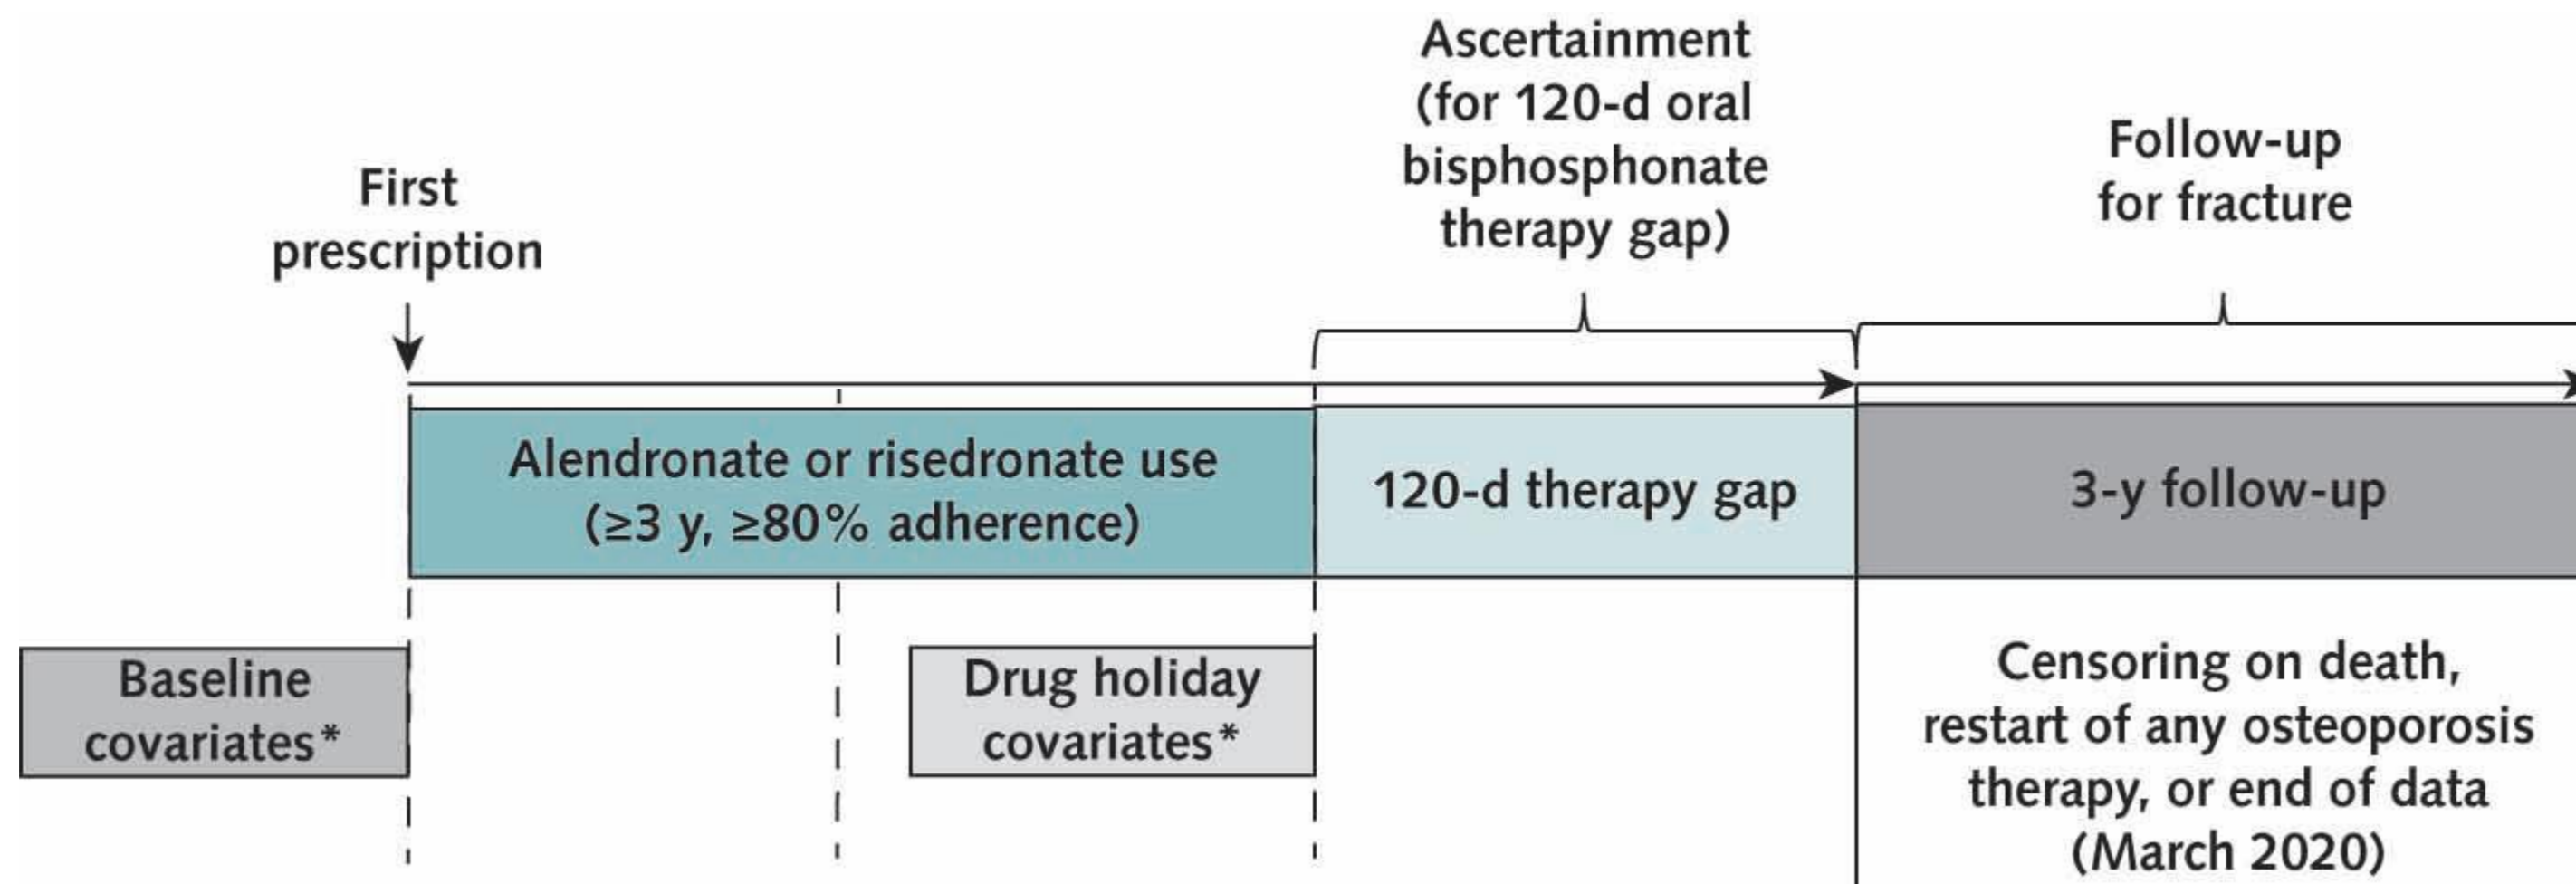 First
prescription
Ascertainment
(for 120-d oral
bisphosphonate
therapy gap)
Follow-up
for fracture
Alendronate or risedronate use
(≥3 y, ≥80% adherence)
120-d therapy gap
3-y follow-up
Baseline
covariates*
Drug holiday
covariates*
Censoring on death,
restart of any osteoporosis
therapy, or end of data
(March 2020)